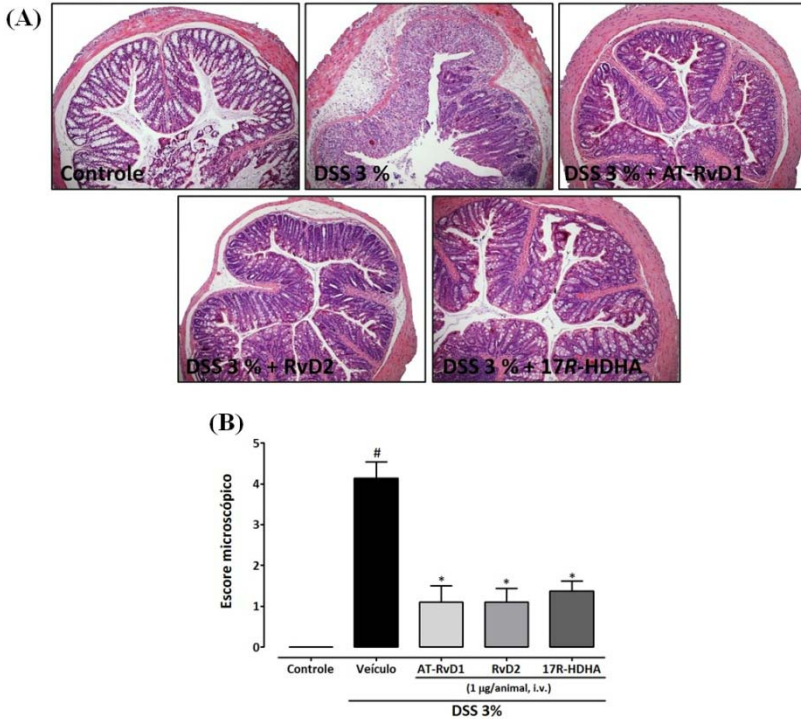 (A)
Controle
DSS 3 %
DSS 3 % + AT-RvD1
DSS 3 % + RvD2
DSS 3 % + 17R-HDHA
(B)
Escore microscópico
5
4
3
2
1
0
#
*
*
*
Controle
Veículo
AT-RvD1
RvD2
17R-HDHA
(1 µg/animal, i.v.)
DSS 3%